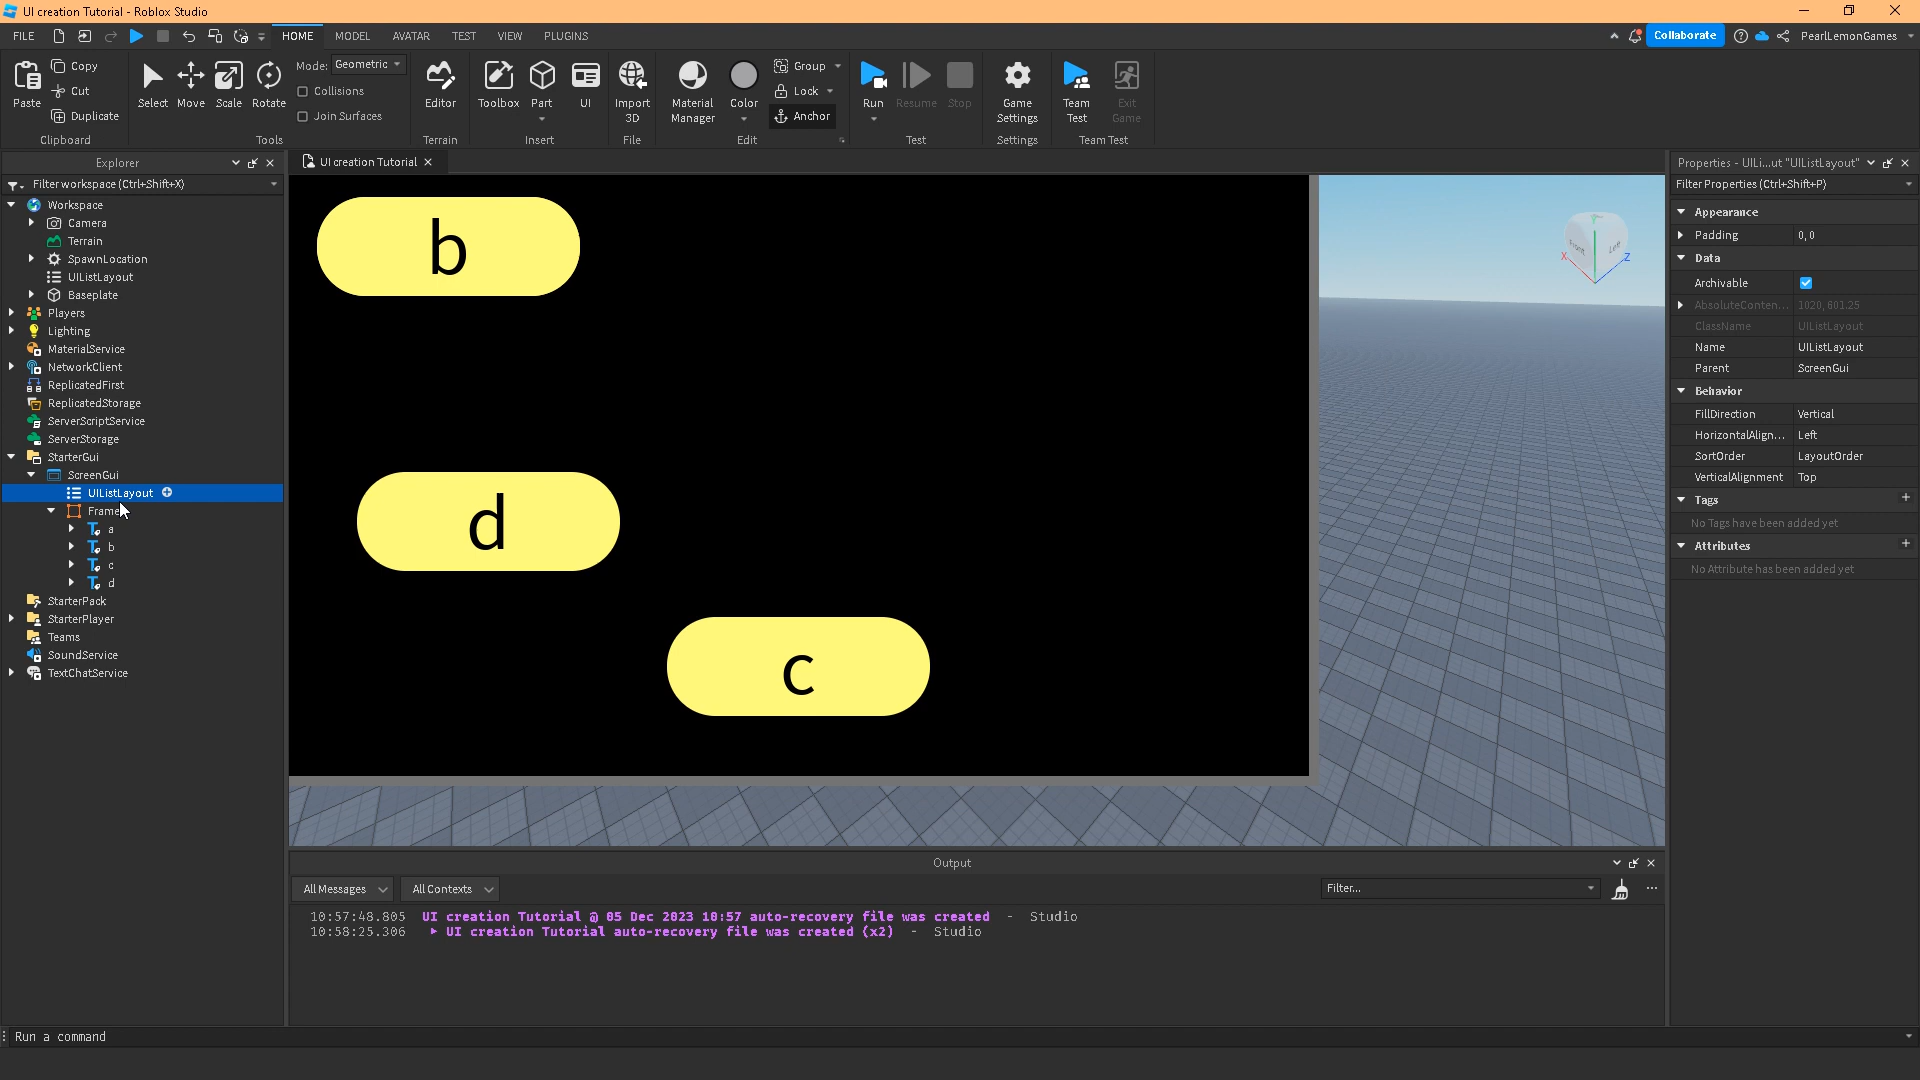 UI creation Tutorial - Roblox Studio
FILE HOME MODEL AVATAR TEST VIEW PLUGINS Collaborate PearlLemonGames
Paste Copy Cut Duplicate Clipboard
Select Move Scale Rotate Mode: Geometric Collisions Join Surfaces Tools
Editor Terrain
Toolbox Part UI Insert
Import 3D File
Material Manager Color Group Lock Anchor Edit
Run Resume Stop Test
Game Settings Settings
Team Test Exit Game Team Test
Explorer
Filter workspace (Ctrl+Shift+X)
Workspace
Camera
Terrain
SpawnLocation
UIListLayout
Baseplate
Players
Lighting
MaterialService
NetworkClient
ReplicatedFirst
ReplicatedStorage
ServerScriptService
ServerStorage
StarterGui
ScreenGui
UIListLayout
Frame
a
b
c
d
StarterPack
StarterPlayer
Teams
SoundService
TextChatService
UI creation Tutorial
b
d
c
Y
X
Z
Front
Left
Properties - UILi...ut "UIListLayout"
Filter Properties (Ctrl+Shift+P)
Appearance
Padding 0, 0
Data
Archivable
AbsoluteConten... 1020, 601.25
ClassName UIListLayout
Name UIListLayout
Parent ScreenGui
Behavior
FillDirection Vertical
HorizontalAlign... Left
SortOrder LayoutOrder
VerticalAlignment Top
Tags
No Tags have been added yet
Attributes
No Attribute has been added yet
Output
All Messages All Contexts Filter...
10:57:48.805 UI creation Tutorial @ 05 Dec 2023 10:57 auto-recovery file was created - Studio
10:58:25.306 UI creation Tutorial auto-recovery file was created (x2) - Studio
Run a command